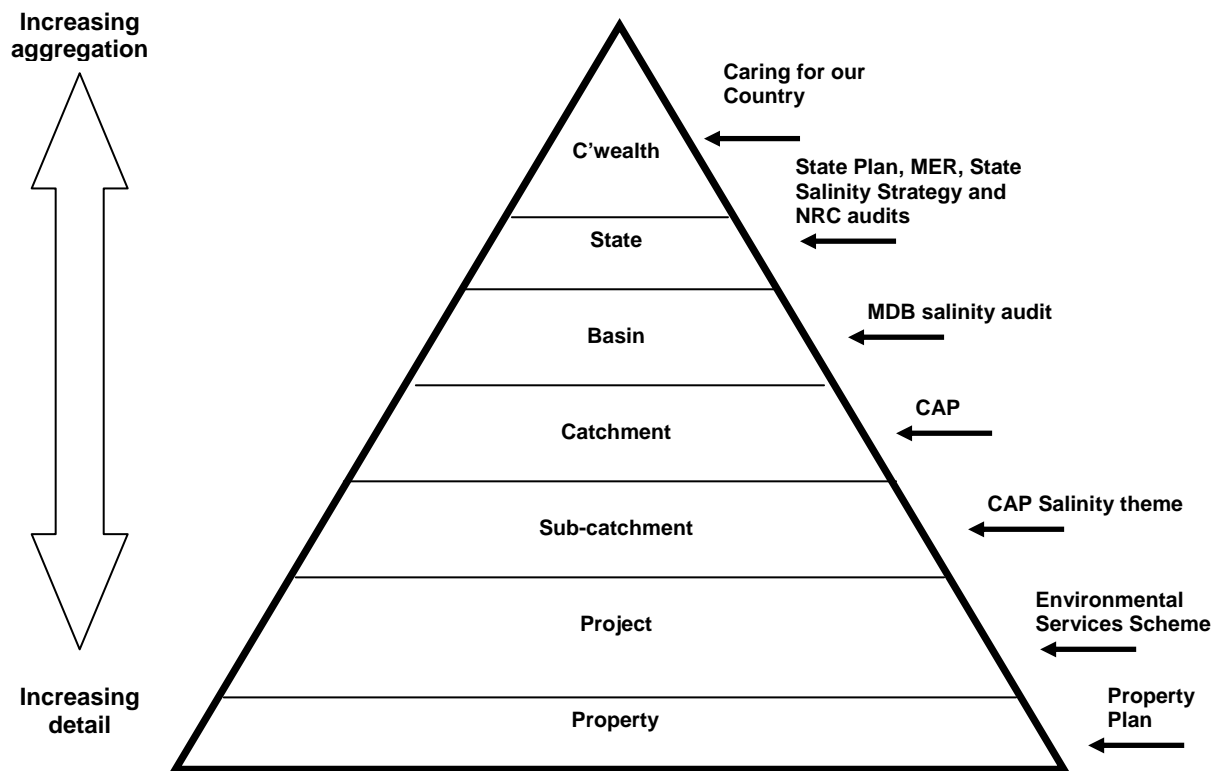 Increasing
aggregation
Caring for our
Country
C’wealth
State Plan, MER, State
Salinity Strategy and
NRC audits
State
MDB salinity audit
Basin
CAP
Catchment
CAP Salinity theme
Sub-catchment
Environmental
Services Scheme
Project
Increasing
detail
Property
Plan
Property